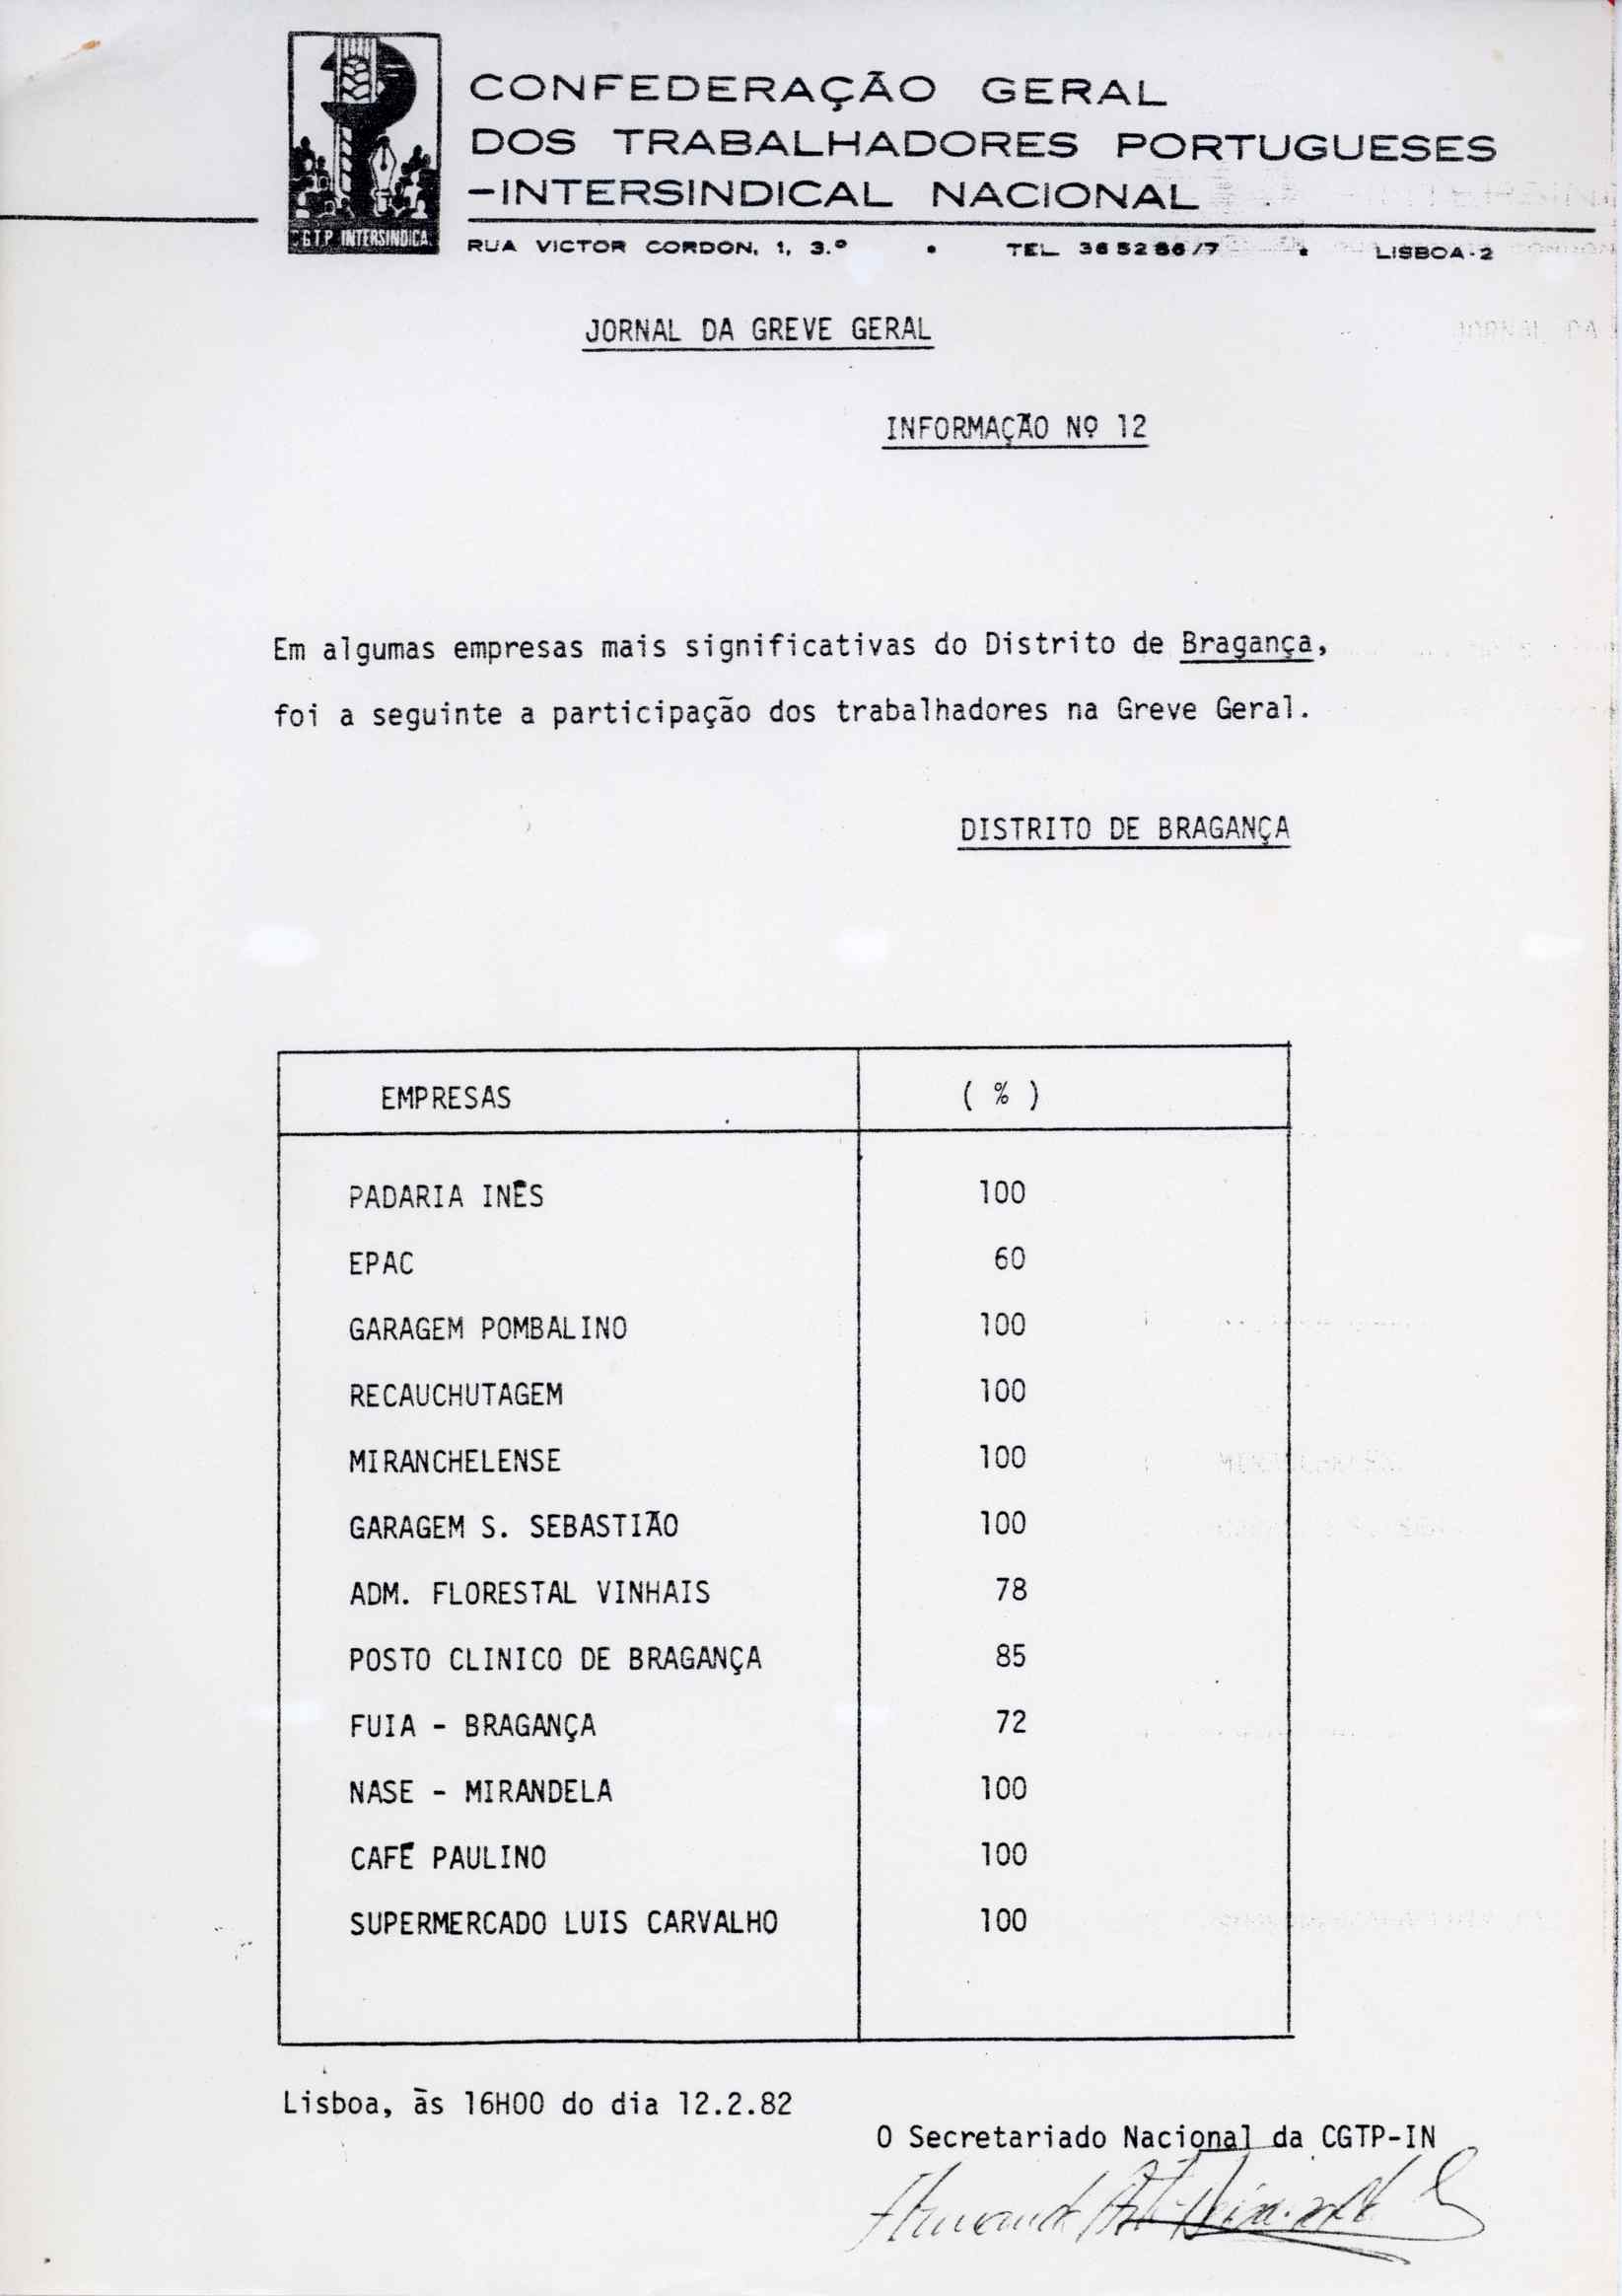 CGTP INTERSINDICA
CONFEDERAÇÃO GERAL
DOS TRABALHADORES PORTUGUESES
-INTERSINDICAL NACIONAL
RUA VICTOR CORDON, 1, 3.º • TEL 36 52 86/7 • LISBOA-2
JORNAL DA GREVE GERAL
INFORMAÇÃO Nº 12
Em algumas empresas mais significativas do Distrito de Bragança,
foi a seguinte a participação dos trabalhadores na Greve Geral.
DISTRITO DE BRAGANÇA
EMPRESAS ( % )
PADARIA INÊS 100
EPAC 60
GARAGEM POMBALINO 100
RECAUCHUTAGEM 100
MIRANCHELENSE 100
GARAGEM S. SEBASTIÃO 100
ADM. FLORESTAL VINHAIS 78
POSTO CLINICO DE BRAGANÇA 85
FUIA - BRAGANÇA 72
NASE - MIRANDELA 100
CAFÉ PAULINO 100
SUPERMERCADO LUIS CARVALHO 100
Lisboa, às 16H00 do dia 12.2.82
O Secretariado Nacional da CGTP-IN